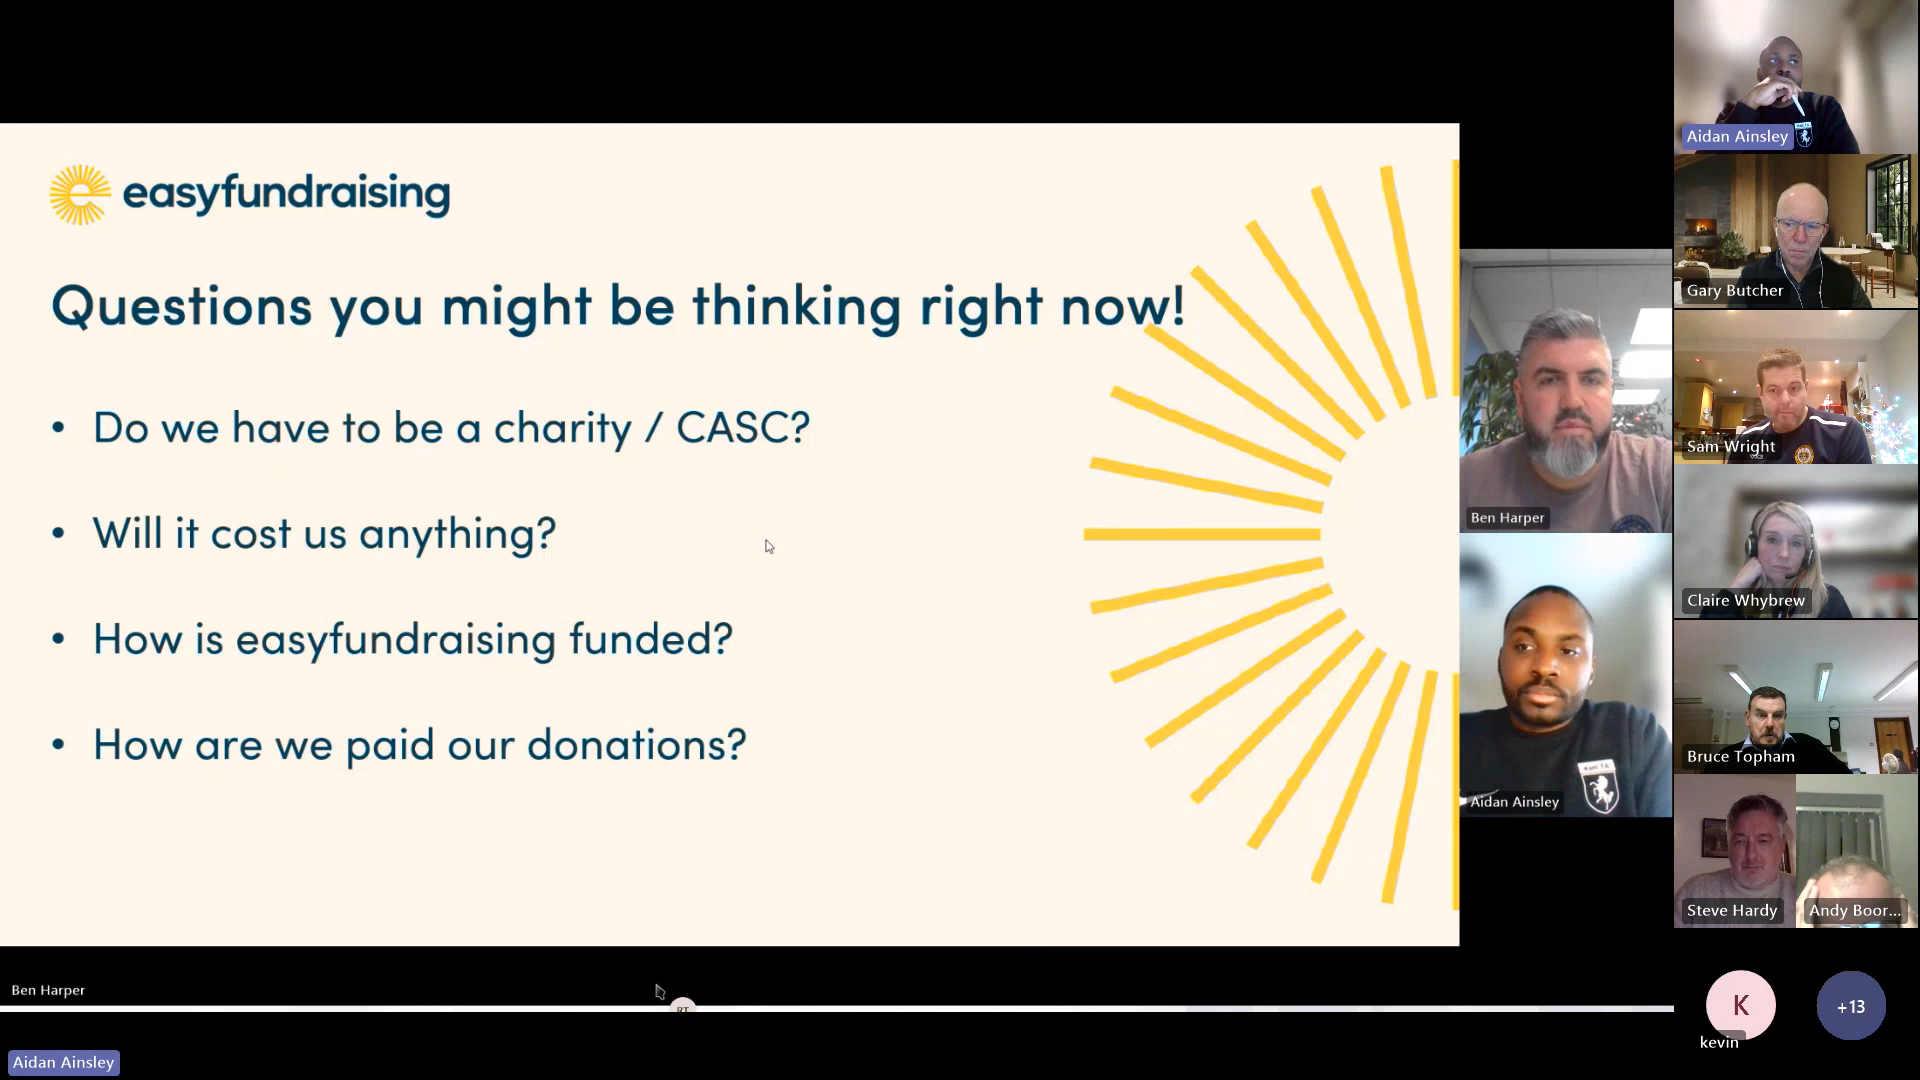 easyfundraising
Questions you might be thinking right now!
• Do we have to be a charity / CASC?
• Will it cost us anything?
• How is easyfundraising funded?
• How are we paid our donations?
Ben Harper
Aidan Ainsley
Aidan Ainsley
Gary Butcher
Sam Wright
Claire Whybrew
Bruce Topham
Steve Hardy
Andy Boor...
K
kevin
+13
Ben Harper
Aidan Ainsley